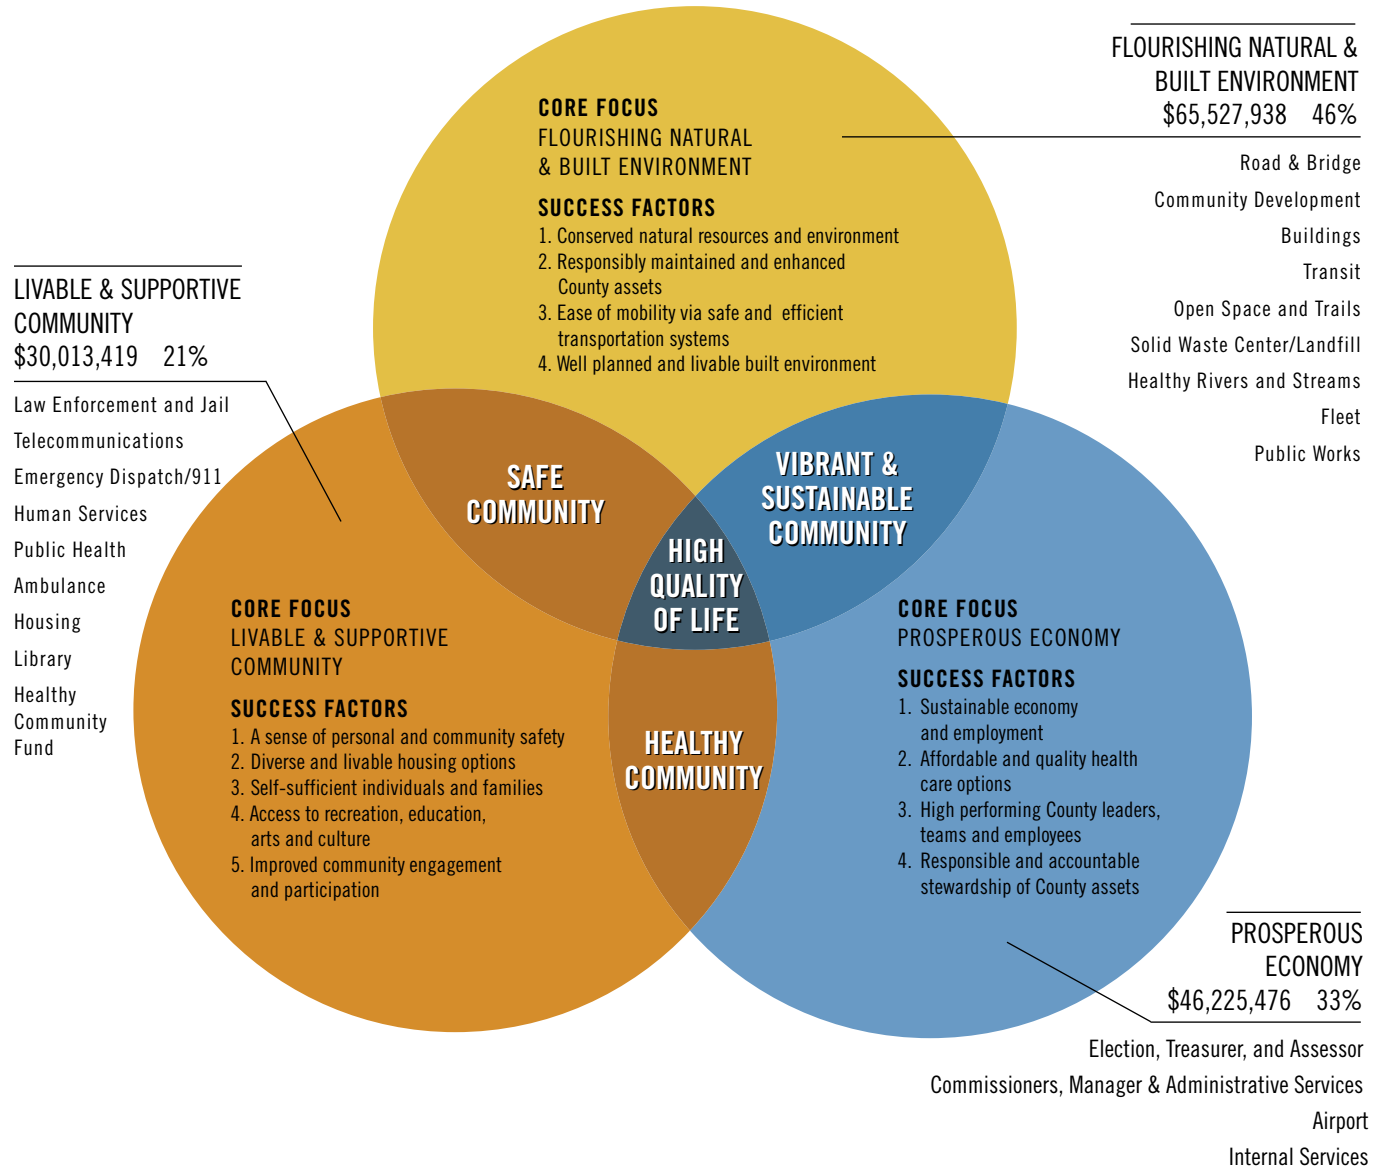 FLOURISHING NATURAL &
BUILT ENVIRONMENT
$65,527,938 46%
Road & Bridge
Community Development
Buildings
Transit
Open Space and Trails
Solid Waste Center/Landfill
Healthy Rivers and Streams
Fleet
Public Works
CORE FOCUS
FLOURISHING NATURAL
& BUILT ENVIRONMENT
SUCCESS FACTORS
1. Conserved natural resources and environment
2. Responsibly maintained and enhanced
County assets
3. Ease of mobility via safe and efficient
transportation systems
4. Well planned and livable built environment
LIVABLE & SUPPORTIVE
COMMUNITY
$30,013,419 21%
Law Enforcement and Jail
Telecommunications
Emergency Dispatch/911
Human Services
Public Health
Ambulance
Housing
Library
Healthy
Community
Fund
SAFE
COMMUNITY
VIBRANT &
SUSTAINABLE
COMMUNITY
HIGH
QUALITY
OF LIFE
CORE FOCUS
LIVABLE & SUPPORTIVE
COMMUNITY
SUCCESS FACTORS
1. A sense of personal and community safety
2. Diverse and livable housing options
3. Self-sufficient individuals and families
4. Access to recreation, education,
arts and culture
5. Improved community engagement
and participation
HEALTHY
COMMUNITY
CORE FOCUS
PROSPEROUS ECONOMY
SUCCESS FACTORS
1. Sustainable economy
and employment
2. Affordable and quality health
care options
3. High performing County leaders,
teams and employees
4. Responsible and accountable
stewardship of County assets
PROSPEROUS
ECONOMY
$46,225,476 33%
Election, Treasurer, and Assessor
Commissioners, Manager & Administrative Services
Airport
Internal Services